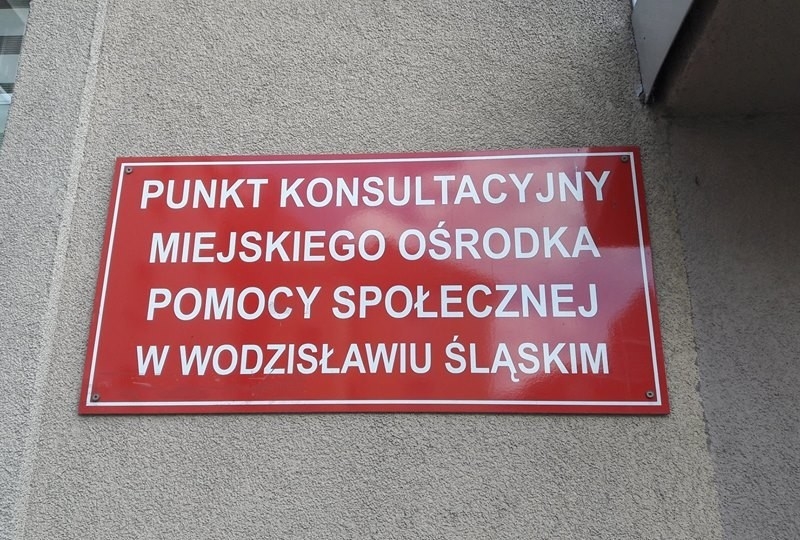 PUNKT KONSULTACYJNY
MIEJSKIEGO OŚRODKA
POMOCY SPOŁECZNEJ
W WODZISŁAWIU ŚLĄSKIM